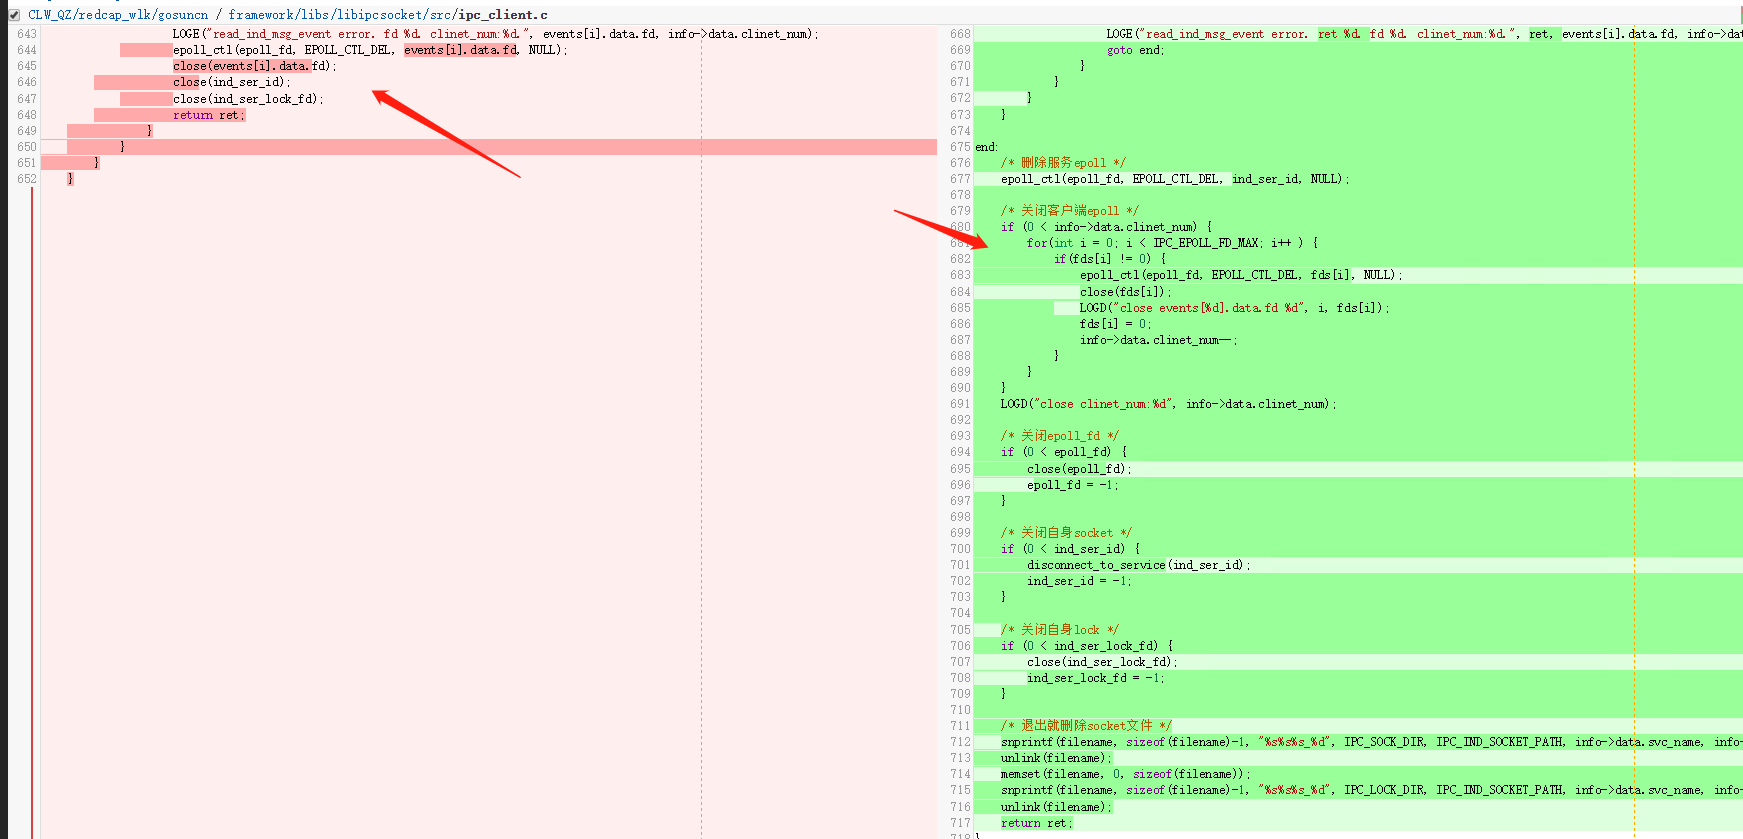 CLW_QZ/redcap_wlk/gosuncn / framework/libs/libipcsocket/src/ipc_client.c
643 LOGE("read_ind_msg_event error. fd %d. clinet_num:%d.", events[i].data.fd, info->data.clinet_num);
644 epoll_ctl(epoll_fd, EPOLL_CTL_DEL, events[i].data.fd, NULL);
645 close(events[i].data.fd);
646 close(ind_ser_id);
647 close(ind_ser_lock_fd);
648 return ret;
649 }
650 }
651 }
652 }
668 LOGE("read_ind_msg_event error. ret %d. fd %d. clinet_num:%d.", ret, events[i].data.fd, info->da
669 goto end;
670 }
671 }
672 }
673 }
674
675 end:
676 /* 删除服务epoll */
677 epoll_ctl(epoll_fd, EPOLL_CTL_DEL, ind_ser_id, NULL);
678
679 /* 关闭客户端epoll */
680 if (0 < info->data.clinet_num) {
681 for(int i = 0; i < IPC_EPOLL_FD_MAX; i++ ) {
682 if(fds[i] != 0) {
683 epoll_ctl(epoll_fd, EPOLL_CTL_DEL, fds[i], NULL);
684 close(fds[i]);
685 LOGD("close events[%d].data.fd %d", i, fds[i]);
686 fds[i] = 0;
687 info->data.clinet_num--;
688 }
689 }
690 }
691 LOGD("close clinet_num:%d", info->data.clinet_num);
692
693 /* 关闭epoll_fd */
694 if (0 < epoll_fd) {
695 close(epoll_fd);
696 epoll_fd = -1;
697 }
698
699 /* 关闭自身socket */
700 if (0 < ind_ser_id) {
701 disconnect_to_service(ind_ser_id);
702 ind_ser_id = -1;
703 }
704
705 /* 关闭自身lock */
706 if (0 < ind_ser_lock_fd) {
707 close(ind_ser_lock_fd);
708 ind_ser_lock_fd = -1;
709 }
710
711 /* 退出就删除socket文件 */
712 snprintf(filename, sizeof(filename)-1, "%s%s%s_%d", IPC_SOCK_DIR, IPC_IND_SOCKET_PATH, info->data.svc_name, info-
713 unlink(filename);
714 memset(filename, 0, sizeof(filename));
715 snprintf(filename, sizeof(filename)-1, "%s%s%s_%d", IPC_LOCK_DIR, IPC_IND_SOCKET_PATH, info->data.svc_name, info-
716 unlink(filename);
717 return ret;
718 }